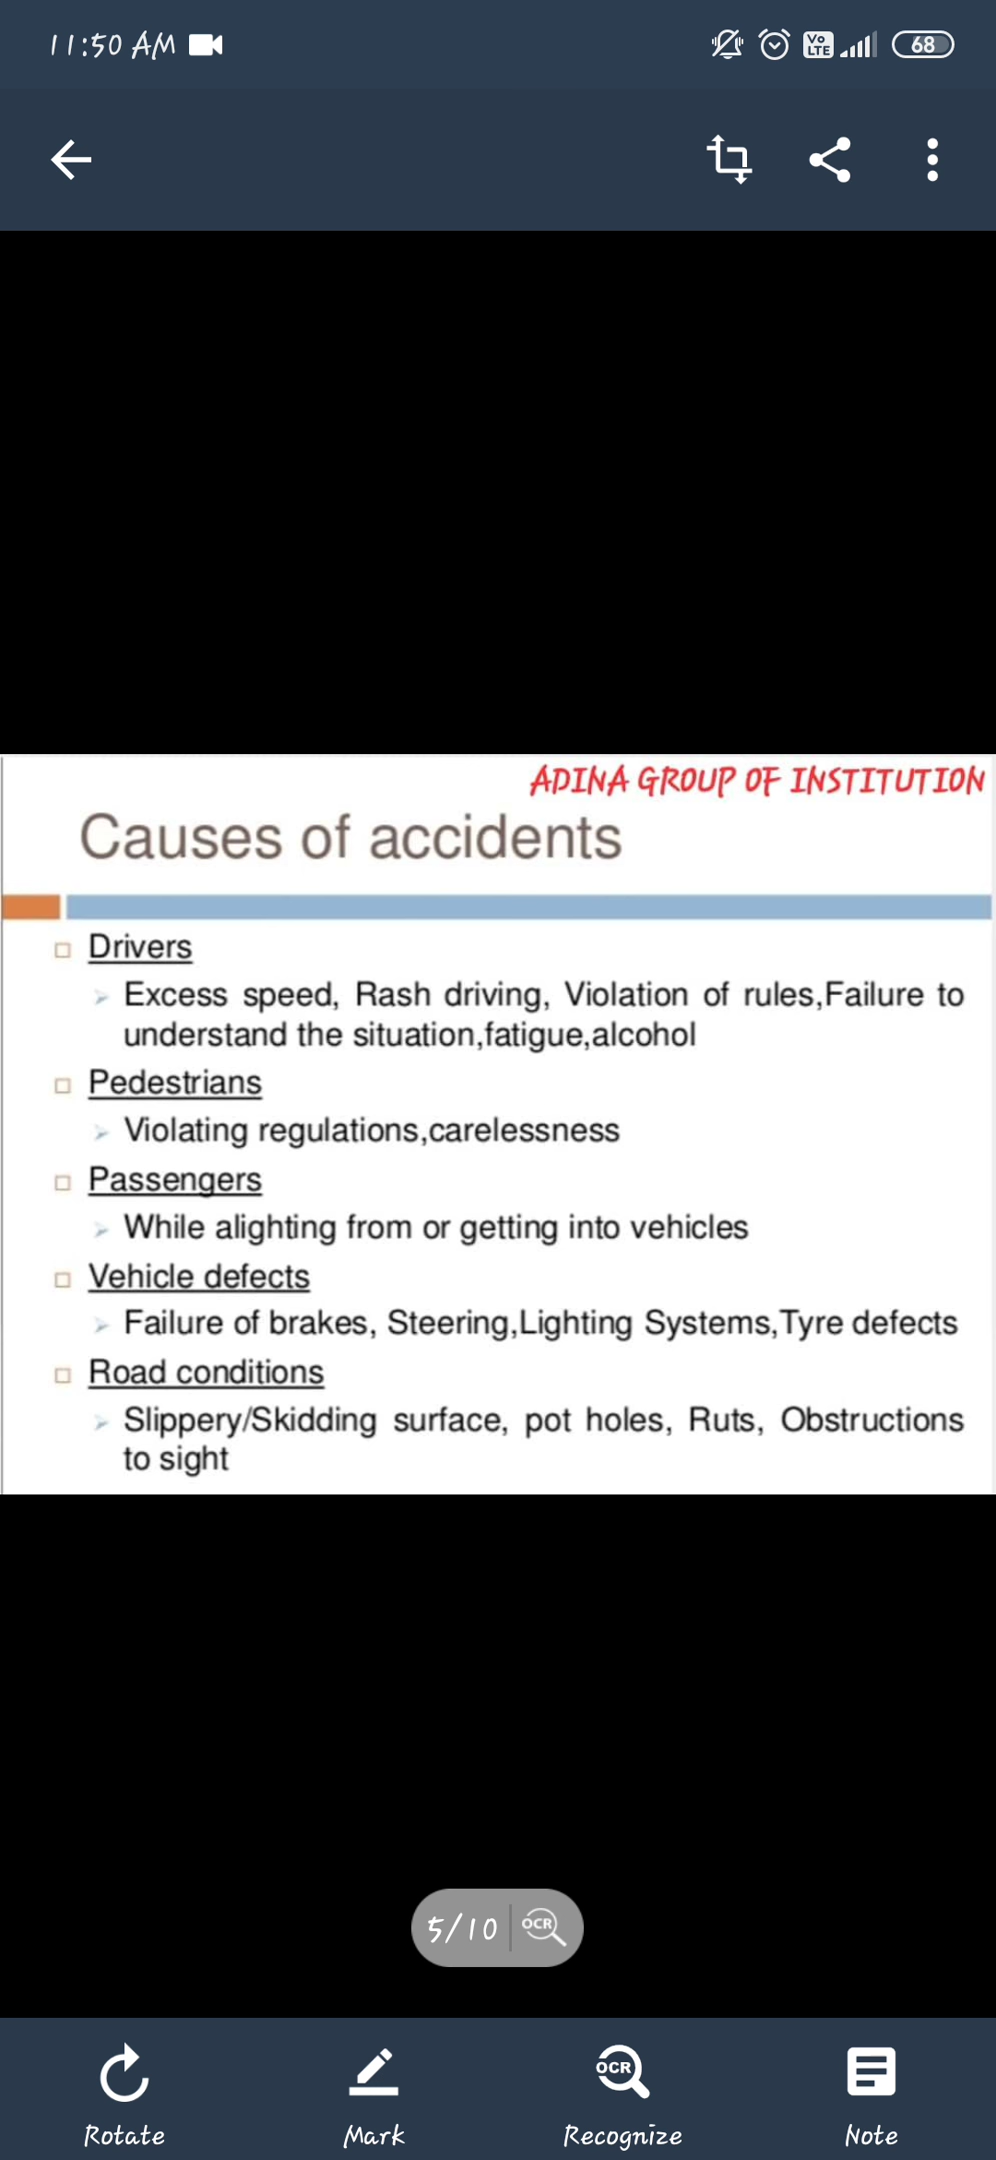 11:50 AM
Vo LTE
68
ADINA GROUP OF INSTITUTION
Causes of accidents
Drivers
Excess speed, Rash driving, Violation of rules,Failure to
understand the situation,fatigue,alcohol
Pedestrians
Violating regulations,carelessness
Passengers
While alighting from or getting into vehicles
Vehicle defects
Failure of brakes, Steering,Lighting Systems,Tyre defects
Road conditions
Slippery/Skidding surface, pot holes, Ruts, Obstructions
to sight
5/10 OCR
OCR
Rotate Mark Recognize Note